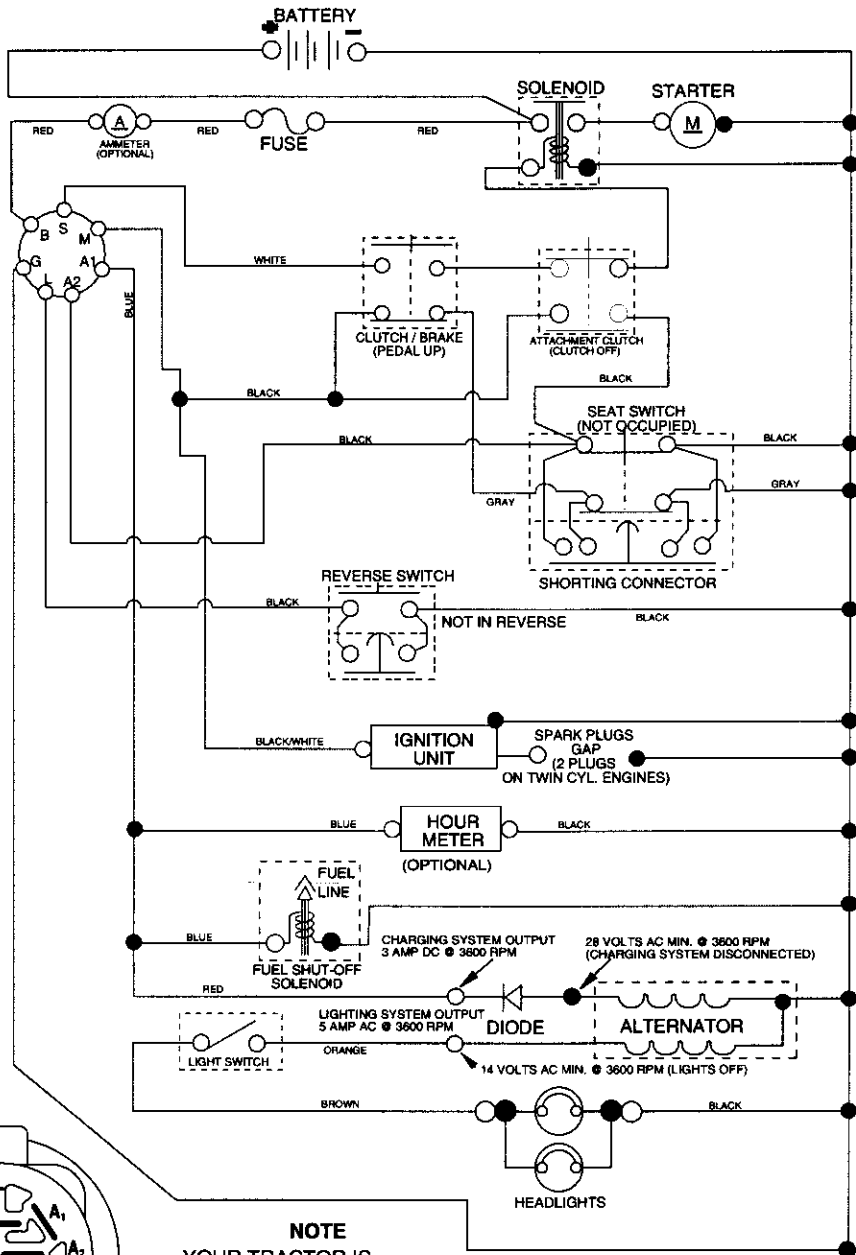 BATTERY
SOLENOID
STARTER
A
RED
RED
RED
M
AMMETER
(OPTIONAL)
FUSE
B
S
M
G
A1
L
A2
WHITE
BLUE
CLUTCH / BRAKE
(PEDAL UP)
ATTACHMENT CLUTCH
(CLUTCH OFF)
BLACK
BLACK
SEAT SWITCH
(NOT OCCUPIED)
BLACK
BLACK
GRAY
GRAY
SHORTING CONNECTOR
REVERSE SWITCH
BLACK
NOT IN REVERSE
BLACK
BLACK/WHITE
IGNITION
UNIT
SPARK PLUGS
GAP
(2 PLUGS
ON TWIN CYL. ENGINES)
BLUE
HOUR
METER
BLACK
(OPTIONAL)
FUEL
LINE
BLUE
FUEL SHUT-OFF
SOLENOID
CHARGING SYSTEM OUTPUT
3 AMP DC @ 3600 RPM
28 VOLTS AC MIN. @ 3600 RPM
(CHARGING SYSTEM DISCONNECTED)
RED
LIGHTING SYSTEM OUTPUT
5 AMP AC @ 3600 RPM
DIODE
ALTERNATOR
LIGHT SWITCH
ORANGE
14 VOLTS AC MIN. @ 3600 RPM (LIGHTS OFF)
BROWN
BLACK
HEADLIGHTS
A1
A2
NOTE
YOUR TRACTOR IS